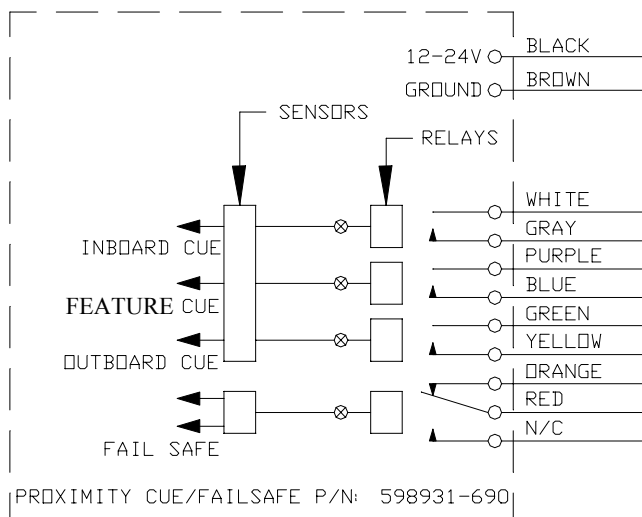 12-24V BLACK
GROUND BROWN
SENSORS
RELAYS
WHITE
GRAY
INBOARD CUE
PURPLE
BLUE
FEATURE CUE
GREEN
YELLOW
OUTBOARD CUE
ORANGE
RED
N/C
FAIL SAFE
PROXIMITY CUE/FAILSAFE P/N: 598931-690